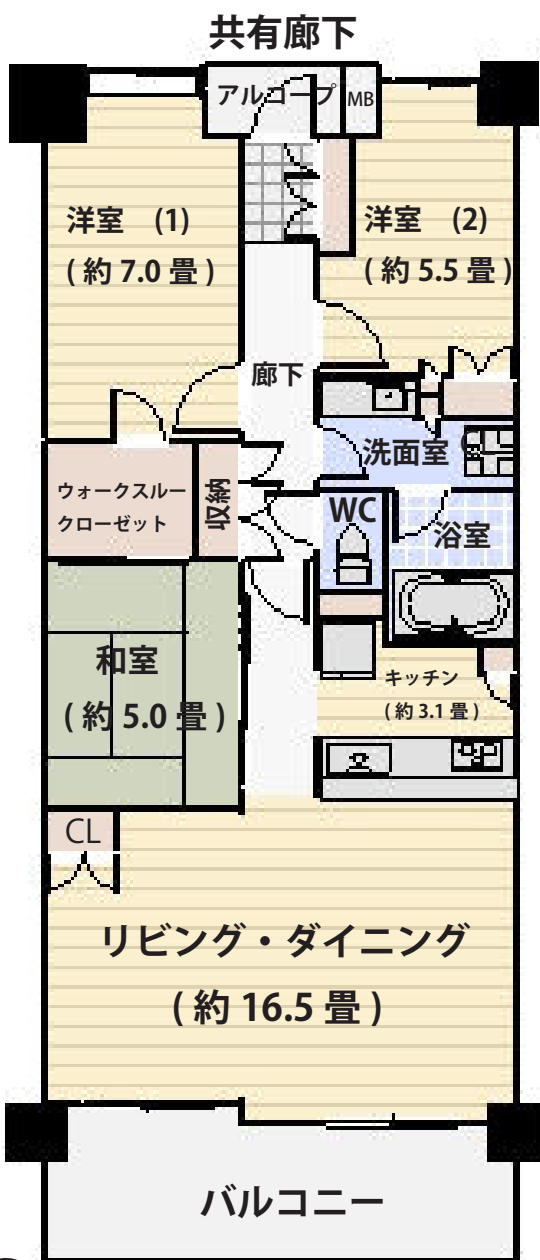 共有廊下
アルコープ
MB
洋室 (1)
( 約 7.0 畳 )
洋室 (2)
( 約 5.5 畳 )
廊下
洗面室
ウォークスルー
クローゼット
収納
WC
浴室
和室
( 約 5.0 畳 )
キッチン
( 約 3.1 畳 )
CL
リビング・ダイニング
( 約 16.5 畳 )
バルコニー